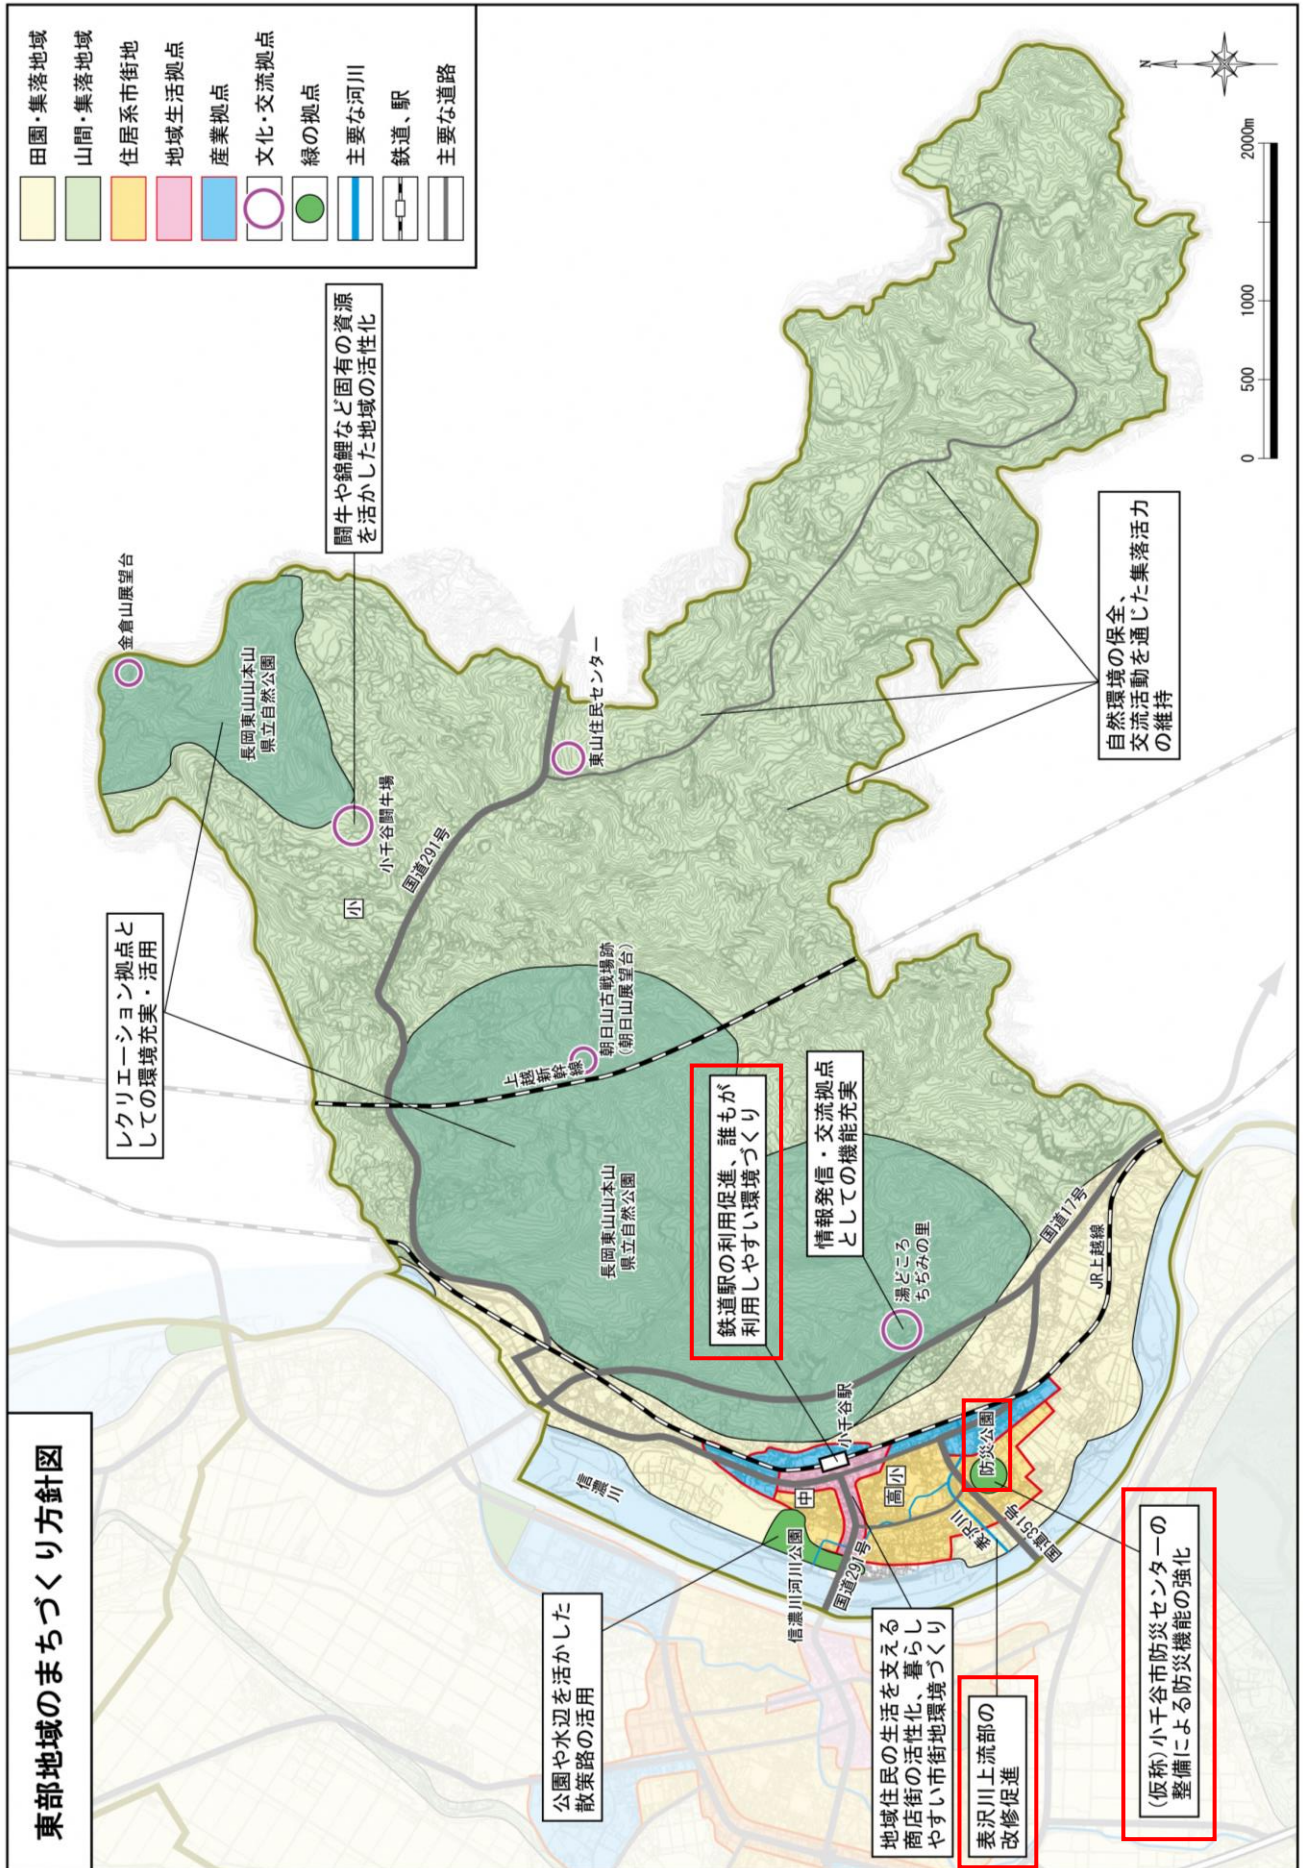 東部地域のまちづくり方針図
田園・集落地域
山間・集落地域
住居系市街地
地域生活拠点
産業拠点
文化・交流拠点
緑の拠点
主要な河川
鉄道、駅
主要な道路
レクリエーション拠点と
しての環境充実・活用
闘牛や錦鯉など固有の資源
を活かした地域の活性化
金倉山展望台
長岡東山山本山
県立自然公園
小千谷闘牛場
小
国道291号
東山住民センター
上越新幹線
朝日山古戦場跡
(朝日山展望台)
長岡東山山本山
県立自然公園
鉄道駅の利用促進、誰もが
利用しやすい環境づくり
情報発信・交流拠点
としての機能充実
湯どころ
ちぢみの里
国道17号
JR上越線
自然環境の保全、
交流活動を通じた集落活力
の維持
信濃川
小千谷駅
中
高
小
防災公園
信濃川河川公園
国道291号
表沢川
国道351号
公園や水辺を活かした
散策路の活用
地域住民の生活を支える
商店街の活性化、暮らし
やすい市街地環境づくり
表沢川上流部の
改修促進
(仮称)小千谷市防災センターの
整備による防災機能の強化
N
0
500
1000
2000m